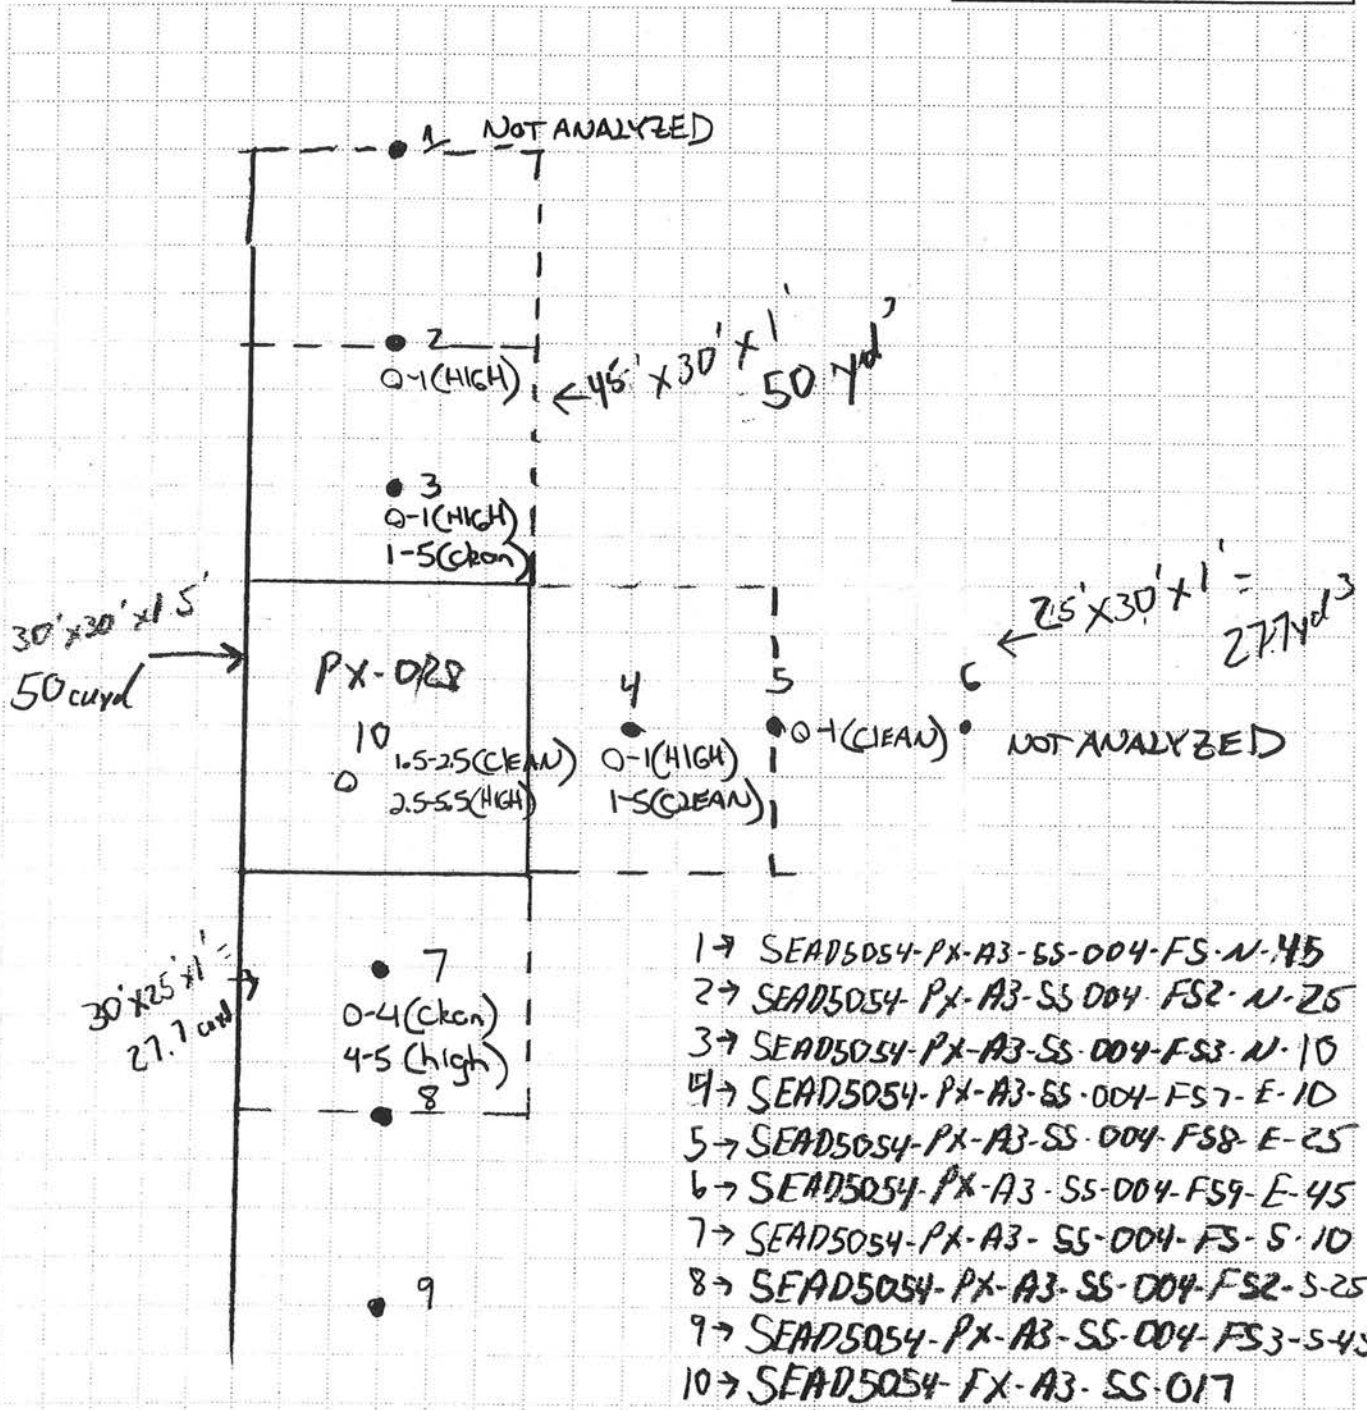 1 NOT ANALYZED
2
0-1(HIGH)
← 45' x 30' x 1'
50 yd³
3
0-1(HIGH)
1-5(Clean)
30' x 30' x 1.5'
50 cuyd
PX-028
10
1.5-2.5(CLEAN)
2.5-5.5(HIGH)
4
0-1(HIGH)
1-5(CLEAN)
5
0-1(CLEAN)
6
NOT ANALYZED
← 25' x 30' x 1' =
27.7 yd³
30' x 25' x 1' =
27.7 cuyd
7
0-4(Clean)
4-5 (high)
8
9
1→ SEAD5054-PX-A3-SS-004-FS-N-45
2→ SEAD5054-PX-A3-SS-004-FS2-N-25
3→ SEAD5054-PX-A3-SS-004-FS3-N-10
4→ SEAD5054-PX-A3-SS-004-FS7-E-10
5→ SEAD5054-PX-A3-SS-004-FS8-E-25
6→ SEAD5054-PX-A3-SS-004-FS9-E-45
7→ SEAD5054-PX-A3-SS-004-FS-S-10
8→ SEAD5054-PX-A3-SS-004-FS2-S-25
9→ SEAD5054-PX-A3-SS-004-FS3-S-45
10→ SEAD5054-FX-A3-SS-017